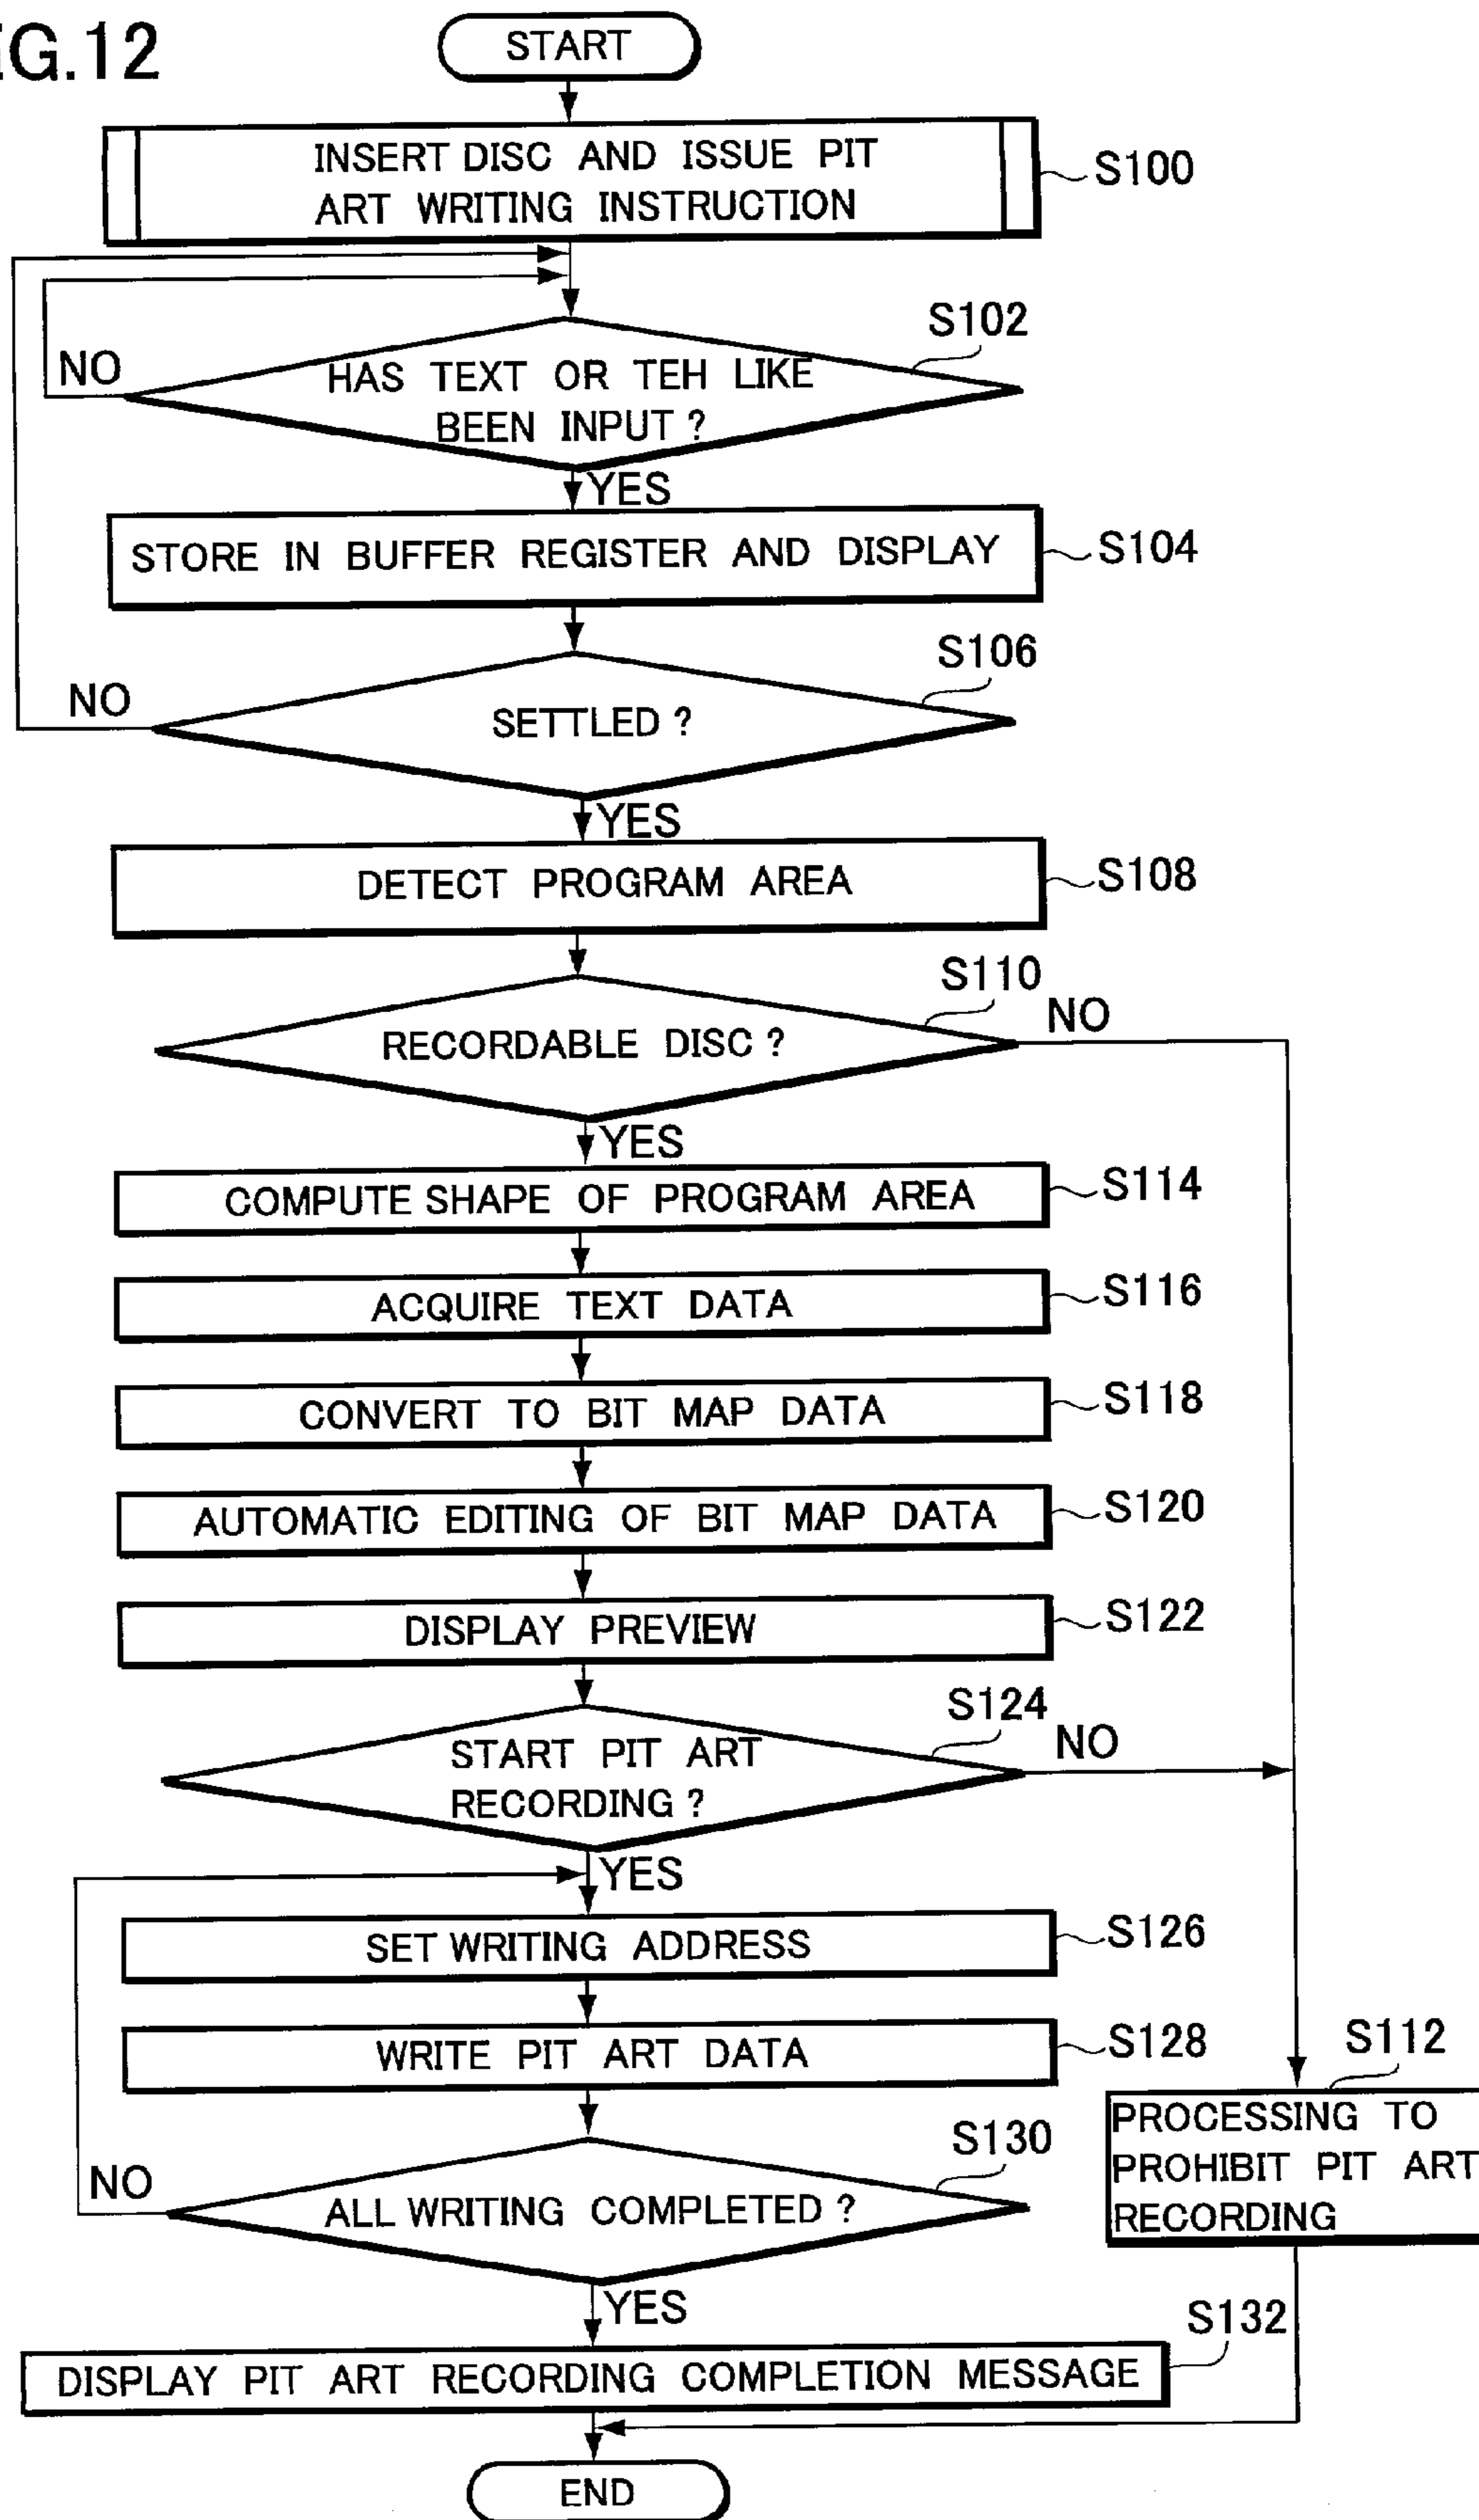 G.12
START
INSERT DISC AND ISSUE PIT
ART WRITING INSTRUCTION
S100
S102
NO
HAS TEXT OR TEH LIKE
BEEN INPUT ?
YES
STORE IN BUFFER REGISTER AND DISPLAY
S104
S106
NO
SETTLED ?
YES
DETECT PROGRAM AREA
S108
S110
NO
RECORDABLE DISC ?
YES
COMPUTE SHAPE OF PROGRAM AREA
S114
ACQUIRE TEXT DATA
S116
CONVERT TO BIT MAP DATA
S118
AUTOMATIC EDITING OF BIT MAP DATA
S120
DISPLAY PREVIEW
S122
S124
NO
START PIT ART
RECORDING ?
YES
SET WRITING ADDRESS
S126
WRITE PIT ART DATA
S128
S112
PROCESSING TO
PROHIBIT PIT ART
RECORDING
S130
NO
ALL WRITING COMPLETED ?
YES
S132
DISPLAY PIT ART RECORDING COMPLETION MESSAGE
END